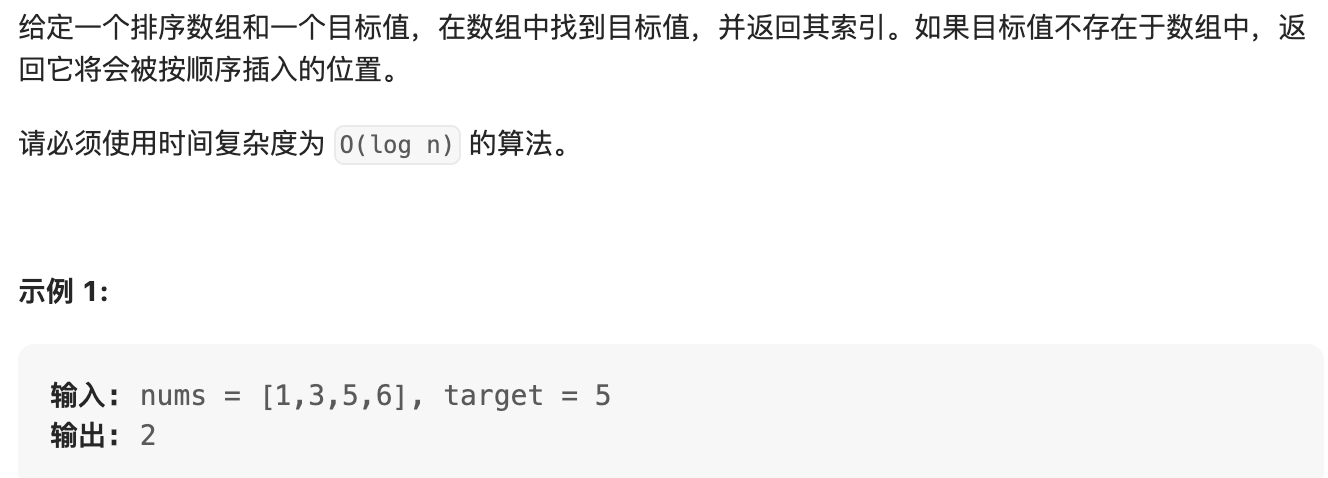 给定一个排序数组和一个目标值，在数组中找到目标值，并返回其索引。如果目标值不存在于数组中，返
回它将会被按顺序插入的位置。
请必须使用时间复杂度为 O(log n) 的算法。
示例 1:
输入: nums = [1,3,5,6], target = 5
输出: 2